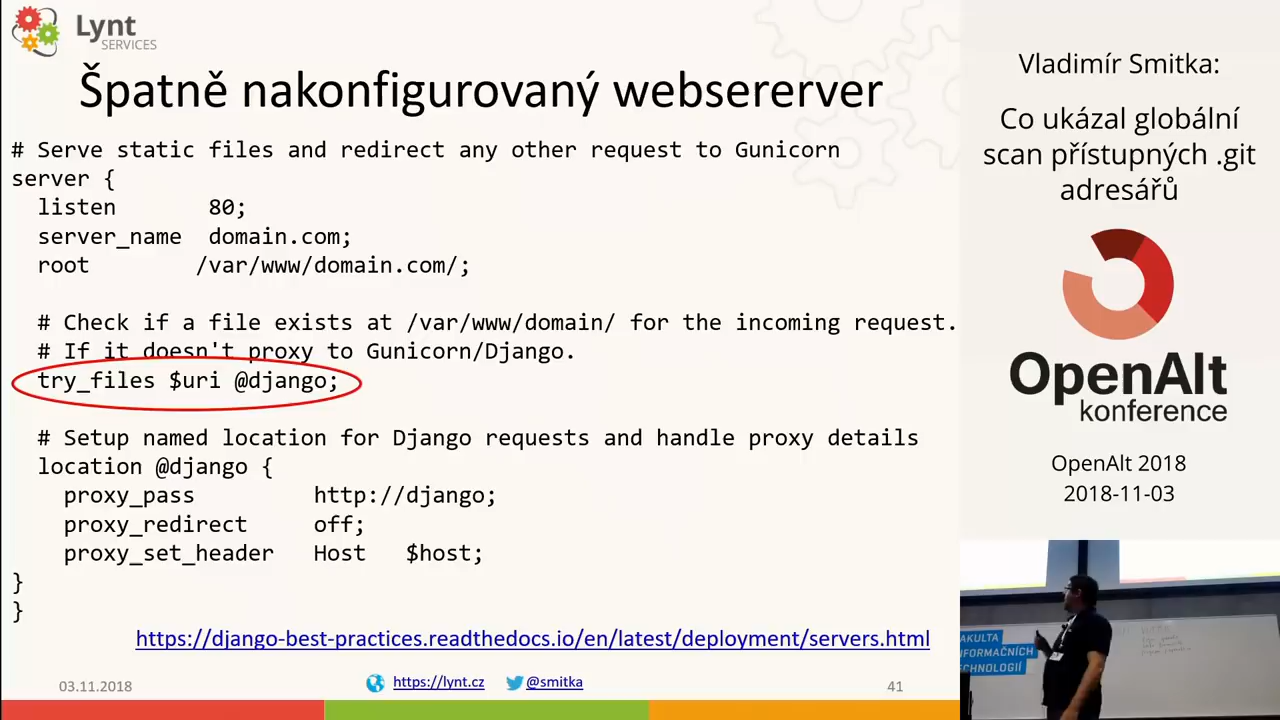 Lynt
SERVICES
Špatně nakonfigurovaný websererver
# Serve static files and redirect any other request to Gunicorn
server {
listen 80;
server_name domain.com;
root /var/www/domain.com/;
# Check if a file exists at /var/www/domain/ for the incoming request.
# If it doesn't proxy to Gunicorn/Django.
try_files $uri @django;
# Setup named location for Django requests and handle proxy details
location @django {
proxy_pass http://django;
proxy_redirect off;
proxy_set_header Host $host;
}
}
https://django-best-practices.readthedocs.io/en/latest/deployment/servers.html
03.11.2018
https://lynt.cz
@smitka
41
Vladimír Smitka:
Co ukázal globální
scan přístupných .git
adresářů
OpenAlt
konference
OpenAlt 2018
2018-11-03
FAKULTA
INFORMAČNÍCH
TECHNOLOGIÍ